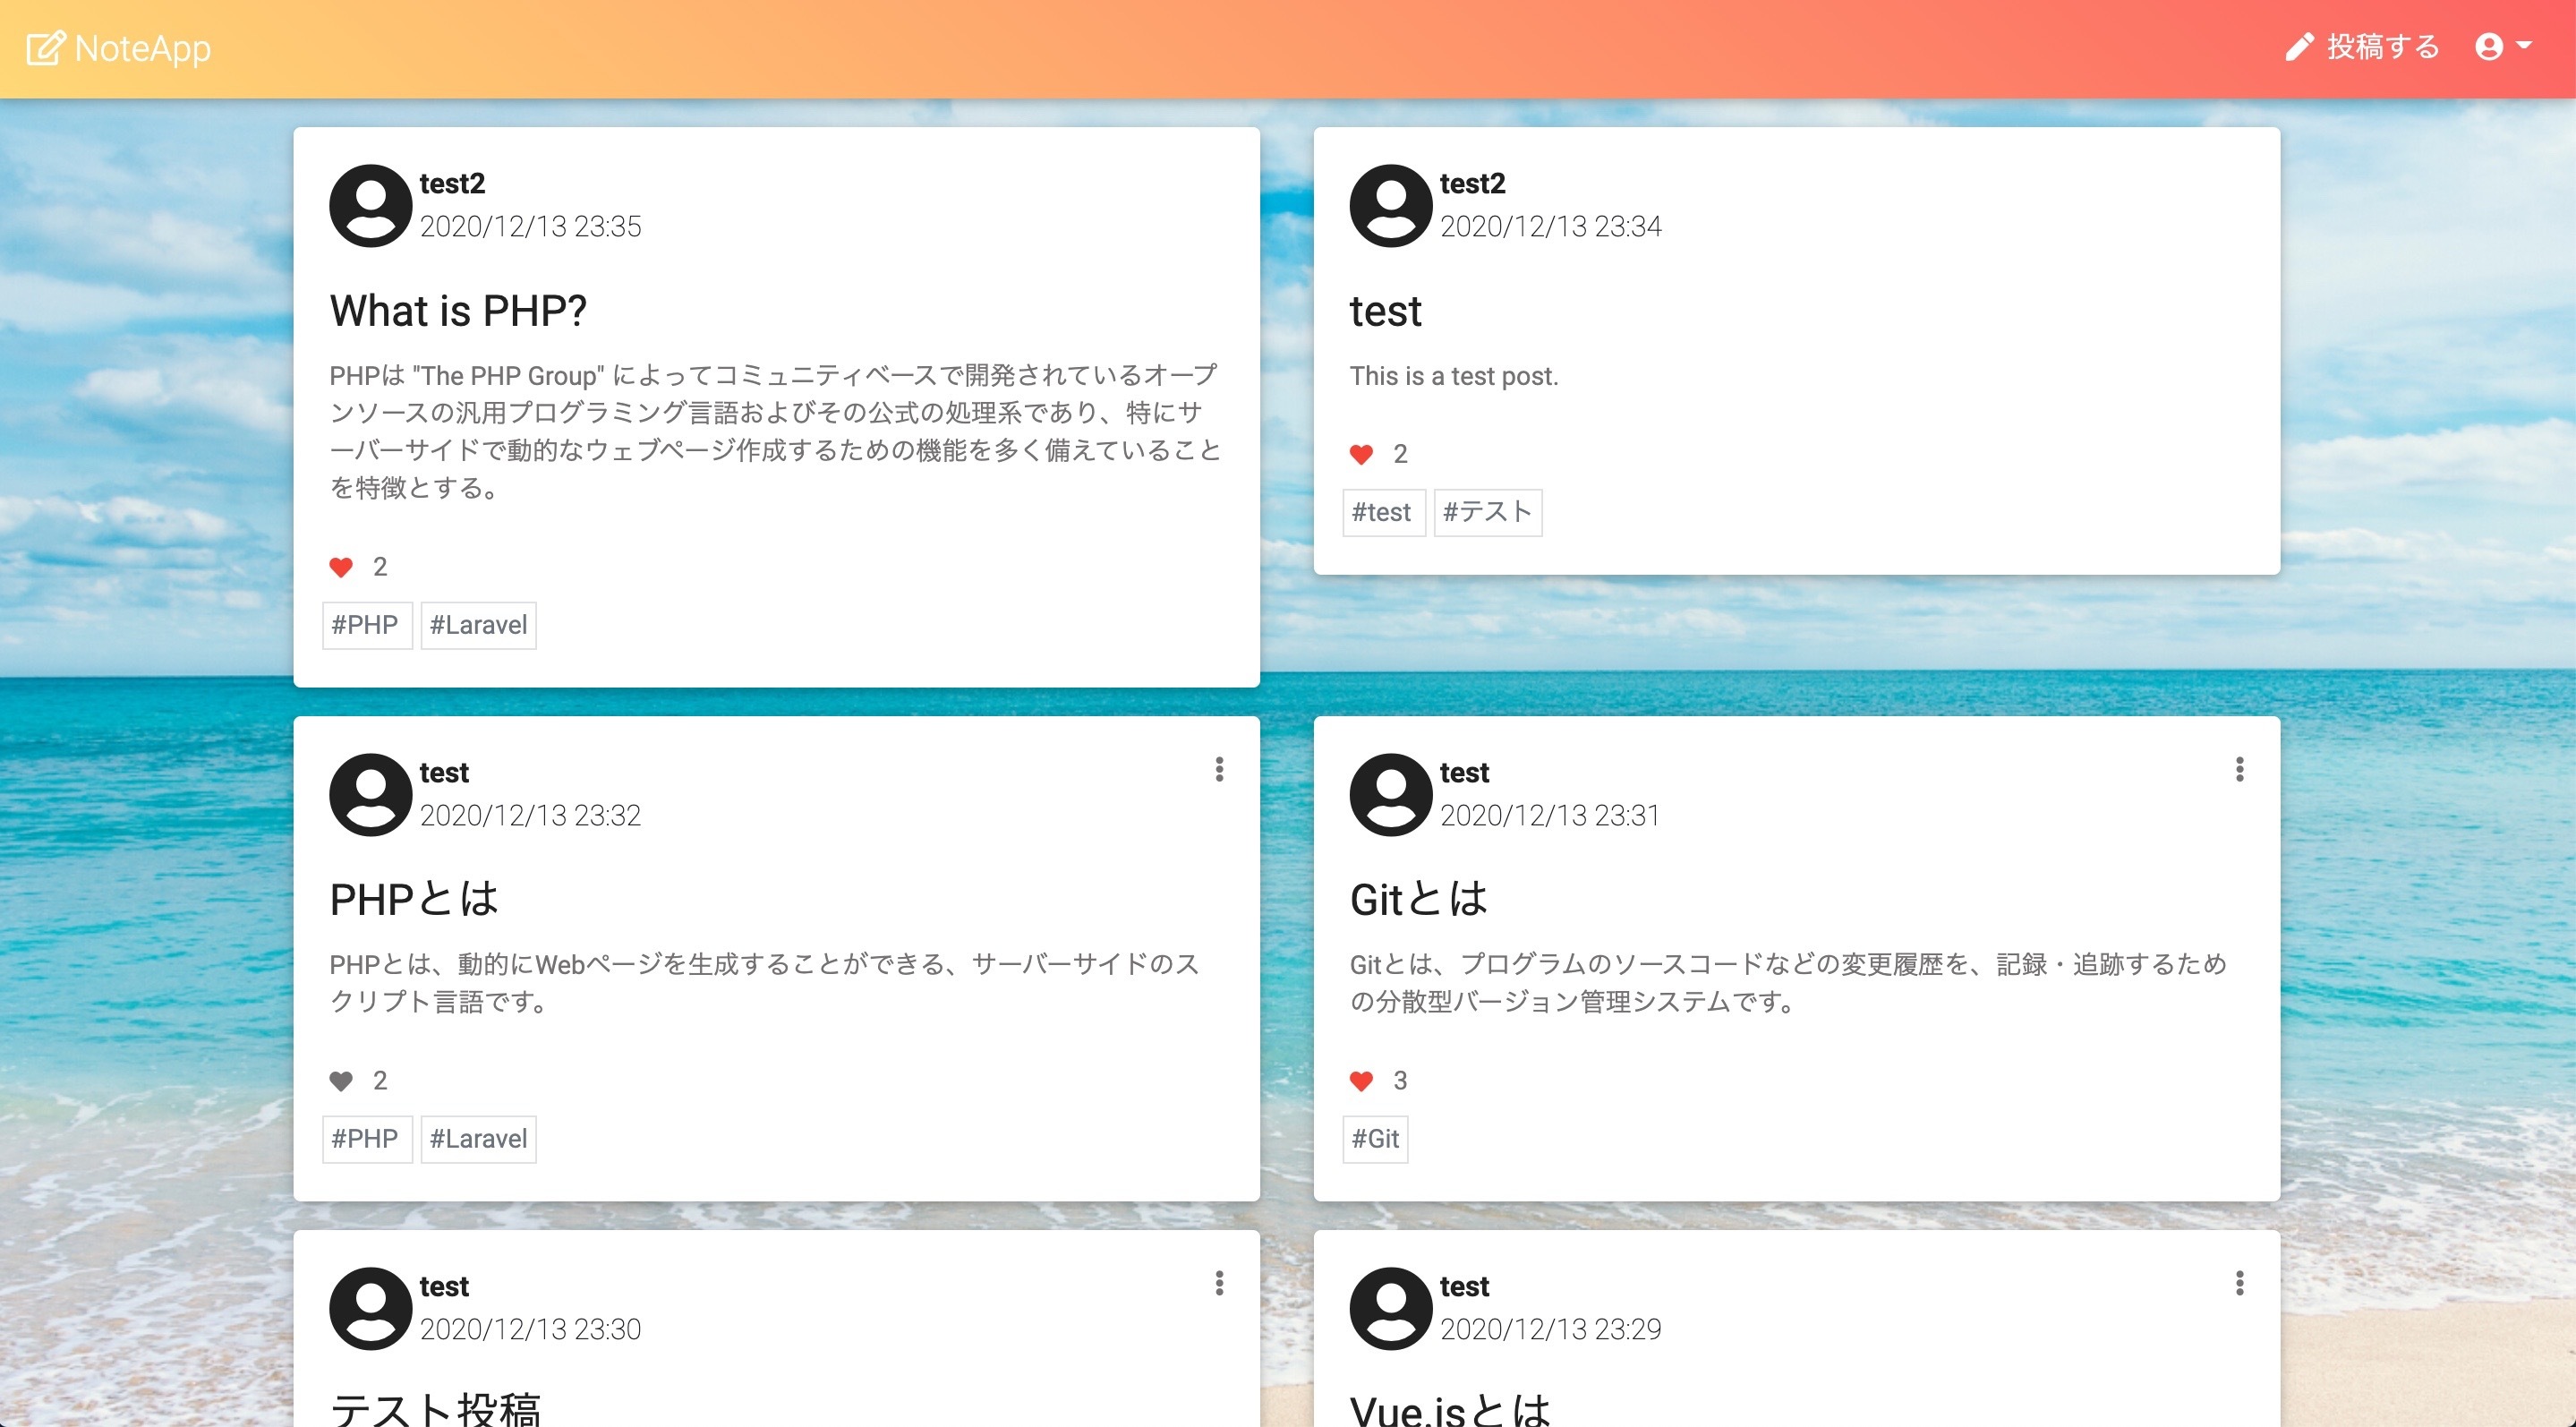 NoteApp
投稿する
test2
2020/12/13 23:35
What is PHP?
PHPは "The PHP Group" によってコミュニティベースで開発されているオープ
ンソースの汎用プログラミング言語およびその公式の処理系であり、特にサ
ーバーサイドで動的なウェブページ作成するための機能を多く備えていること
を特徴とする。
2
#PHP #Laravel
test2
2020/12/13 23:34
test
This is a test post.
2
#test #テスト
test
2020/12/13 23:32
PHPとは
PHPとは、動的にWebページを生成することができる、サーバーサイドのス
クリプト言語です。
2
#PHP #Laravel
test
2020/12/13 23:31
Gitとは
Gitとは、プログラムのソースコードなどの変更履歴を、記録・追跡するため
の分散型バージョン管理システムです。
3
#Git
test
2020/12/13 23:30
テスト投稿
test
2020/12/13 23:29
Vue.jsとは